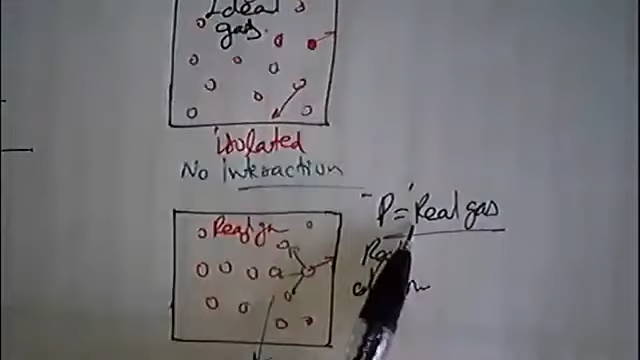 Ideal
gas
isolated
No interaction
P = Real gas
Real gas